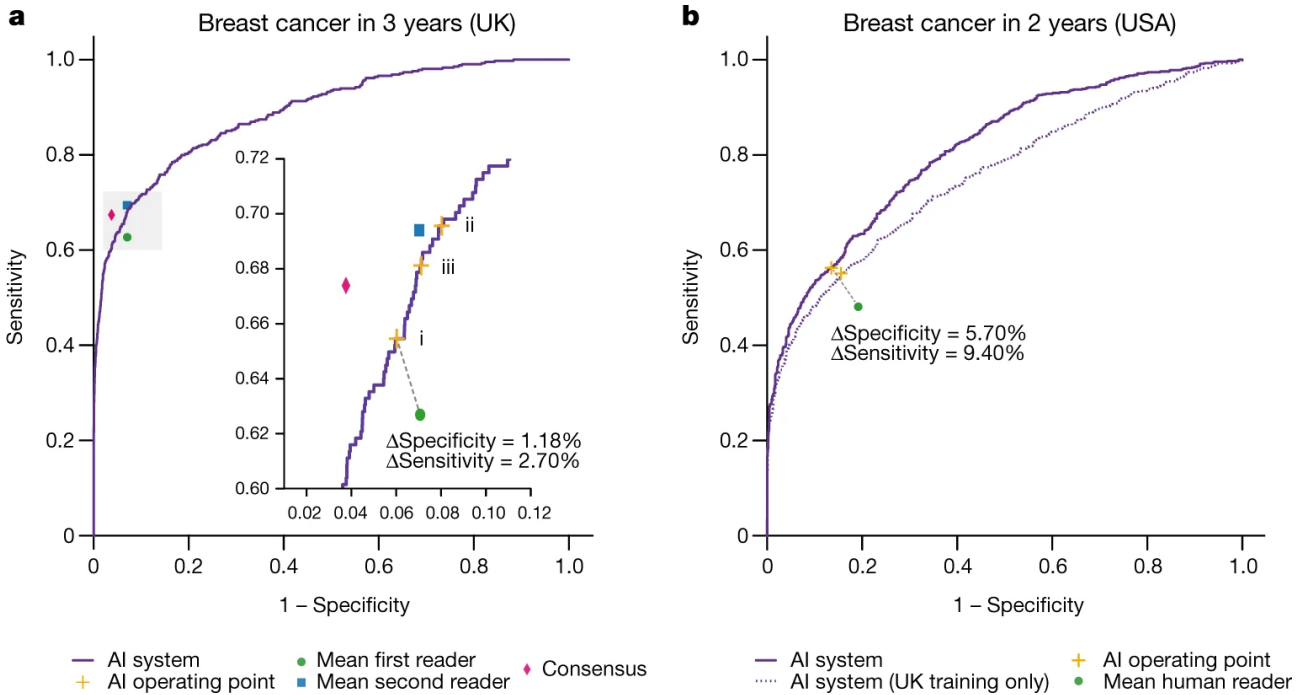 a
Breast cancer in 3 years (UK)
1.0
0.8
0.6
0.4
0.2
0
Sensitivity
0
0.2
0.4
0.6
0.8
1.0
1 – Specificity
0.72
0.70
0.68
0.66
0.64
0.62
0.60
0.02
0.04
0.06
0.08
0.10
0.12
ii
iii
i
ΔSpecificity = 1.18%
ΔSensitivity = 2.70%
AI system
AI operating point
Mean first reader
Mean second reader
Consensus
b
Breast cancer in 2 years (USA)
1.0
0.8
0.6
0.4
0.2
0
Sensitivity
ΔSpecificity = 5.70%
ΔSensitivity = 9.40%
0
0.2
0.4
0.6
0.8
1.0
1 – Specificity
AI system
AI system (UK training only)
AI operating point
Mean human reader